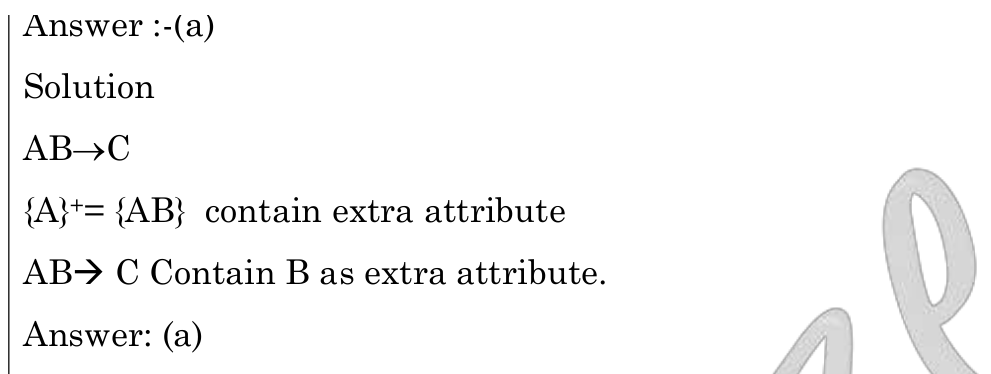 Answer :-(a)
Solution
AB→C
{A}⁺= {AB} contain extra attribute
AB→ C Contain B as extra attribute.
Answer: (a)